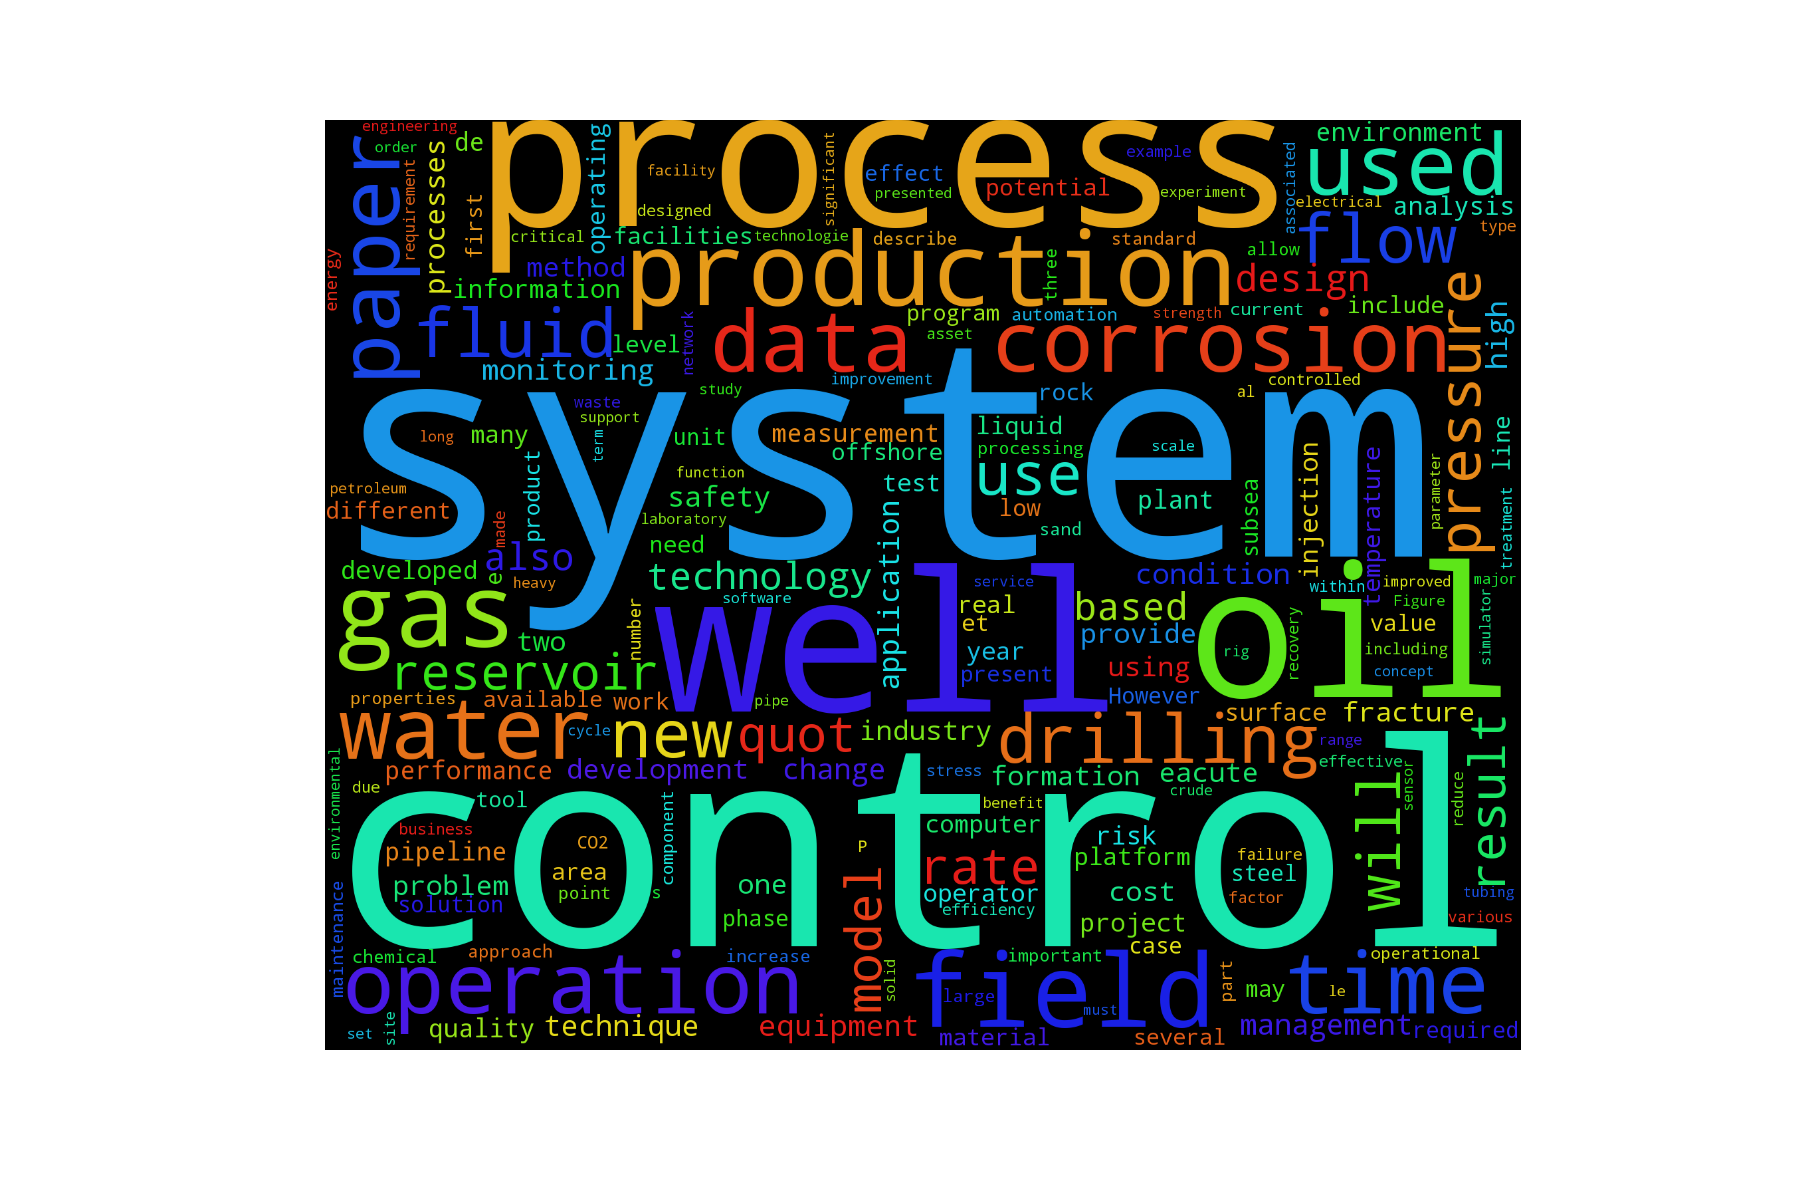 engineering
order
requirement
paper
processes
de
first
process
operating
facility
significant
effect
presented
example
potential
experiment
associated
environment
used
electrical
analysis
type
designed
critical
facilities
technologie
describe
standard
allow
flow
energy
method
information
production
three
design
include
fluid
level
network
data
program
asset
automation
corrosion
strength
current
pressure
high
monitoring
study
improvement
rock
al
controlled
system
waste
support
term
long
many
product
unit
measurement
offshore
liquid
processing
scale
function
petroleum
different
safety
laboratory
test
use
low
sand
plant
subsea
injection
temperature
parameter
line
treatment
made
also
need
developed
e
heavy
technology
software
application
service
real
et
condition
based
within
improved
Figure
major
gas
two
number
well
year
present
provide
using
However
rig
recovery
oil
value
including
concept
simulator
reservoir
properties
available
work
pipe
water
cycle
new
quot
industry
drilling
surface
fracture
range
effective
result
environmental
performance
development
change
stress
formation
eacute
crude
due
tool
component
benefit
computer
control
will
sensor
reduce
business
pipeline
CO2
area
point
s
P
risk
platform
failure
steel
factor
problem
solution
one
phase
model
rate
operator
efficiency
cost
project
case
tubing
various
maintenance
chemical
approach
increase
solid
important
part
operational
operation
field
large
must
may
le
time
set
site
quality
technique
equipment
material
several
management
required